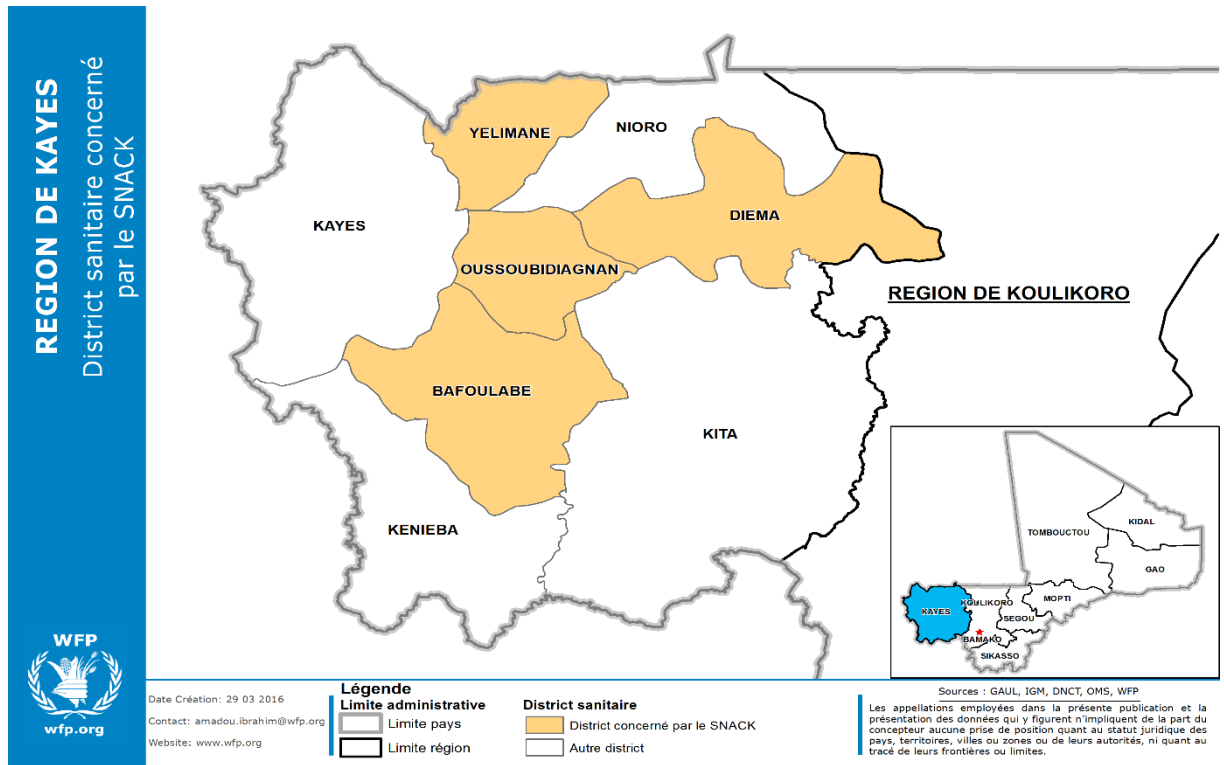 REGION DE KAYES
District sanitaire concerné
par le SNACK
WFP
wfp.org
YELIMANE
NIORO
DIEMA
KAYES
OUSSOUBIDIAGNAN
REGION DE KOULIKORO
BAFOULABE
KITA
KENIEBA
KIDAL
TOMBOUCTOU
GAO
MOPTI
KOULIKORO
KAYES
SEGOU
BAMAKO
SIKASSO
Date Création: 29 03 2016
Contact: amadou.ibrahim@wfp.org
Website: www.wfp.org
Légende
Limite administrative
Limite pays
Limite région
District sanitaire
District concerné par le SNACK
Autre district
Sources : GAUL, IGM, DNCT, OMS, WFP
Les appellations employées dans la présente publication et la
présentation des données qui y figurent n'impliquent de la part du
concepteur aucune prise de position quant au statut juridique des
pays, territoires, villes ou zones ou de leurs autorités, ni quant au
tracé de leurs frontières ou limites.